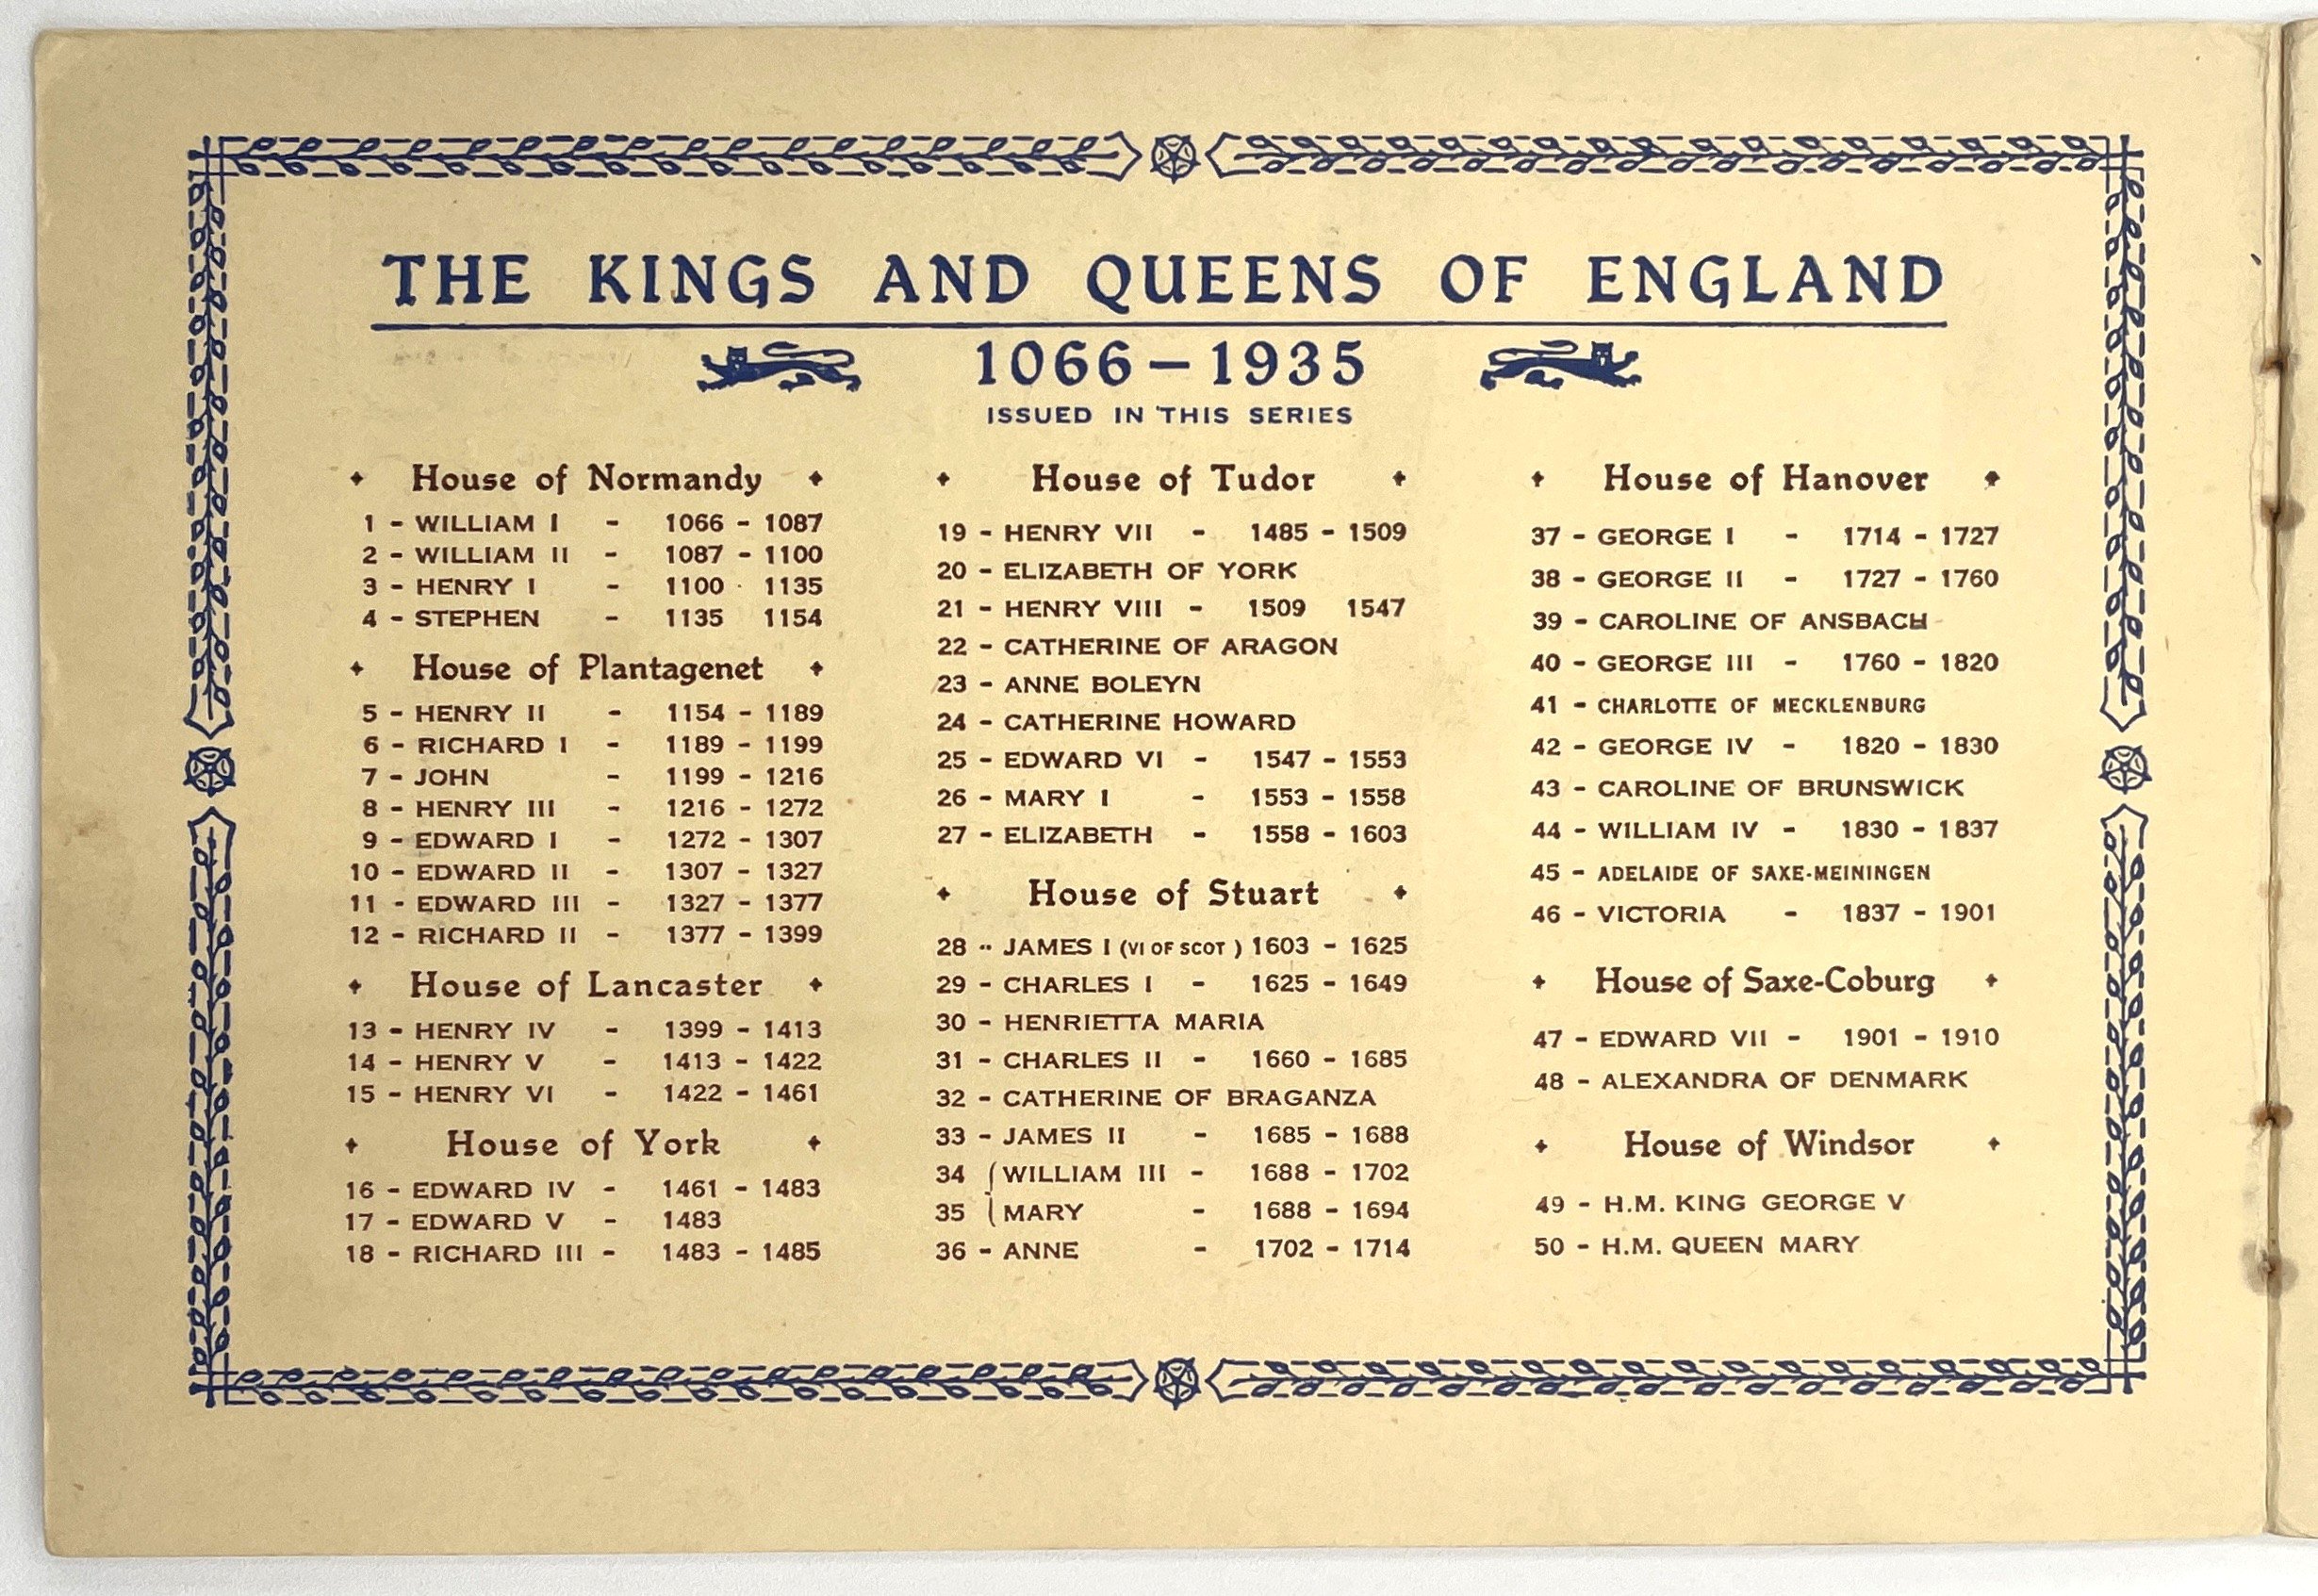 THE KINGS AND QUEENS OF ENGLAND
1066 – 1935
ISSUED IN THIS SERIES
House of Normandy
1 - WILLIAM I - 1066 - 1087
2 - WILLIAM II - 1087 - 1100
3 - HENRY I - 1100 · 1135
4 - STEPHEN - 1135 1154
House of Plantagenet
5 - HENRY II - 1154 - 1189
6 - RICHARD I - 1189 - 1199
7 - JOHN - 1199 - 1216
8 - HENRY III - 1216 - 1272
9 - EDWARD I - 1272 - 1307
10 - EDWARD II - 1307 - 1327
11 - EDWARD III - 1327 - 1377
12 - RICHARD II - 1377 - 1399
House of Lancaster
13 - HENRY IV - 1399 - 1413
14 - HENRY V - 1413 - 1422
15 - HENRY VI - 1422 - 1461
House of York
16 - EDWARD IV - 1461 - 1483
17 - EDWARD V - 1483
18 - RICHARD III - 1483 - 1485
House of Tudor
19 - HENRY VII - 1485 - 1509
20 - ELIZABETH OF YORK
21 - HENRY VIII - 1509 1547
22 - CATHERINE OF ARAGON
23 - ANNE BOLEYN
24 - CATHERINE HOWARD
25 - EDWARD VI - 1547 - 1553
26 - MARY I - 1553 - 1558
27 - ELIZABETH - 1558 - 1603
House of Stuart
28 - JAMES I (VI OF SCOT ) 1603 - 1625
29 - CHARLES I - 1625 - 1649
30 - HENRIETTA MARIA
31 - CHARLES II - 1660 - 1685
32 - CATHERINE OF BRAGANZA
33 - JAMES II - 1685 - 1688
34 WILLIAM III - 1688 - 1702
35 MARY - 1688 - 1694
36 - ANNE - 1702 - 1714
House of Hanover
37 - GEORGE I - 1714 - 1727
38 - GEORGE II - 1727 - 1760
39 - CAROLINE OF ANSBACH
40 - GEORGE III - 1760 - 1820
41 - CHARLOTTE OF MECKLENBURG
42 - GEORGE IV - 1820 - 1830
43 - CAROLINE OF BRUNSWICK
44 - WILLIAM IV - 1830 - 1837
45 - ADELAIDE OF SAXE-MEININGEN
46 - VICTORIA - 1837 - 1901
House of Saxe-Coburg
47 - EDWARD VII - 1901 - 1910
48 - ALEXANDRA OF DENMARK
House of Windsor
49 - H.M. KING GEORGE V
50 - H.M. QUEEN MARY